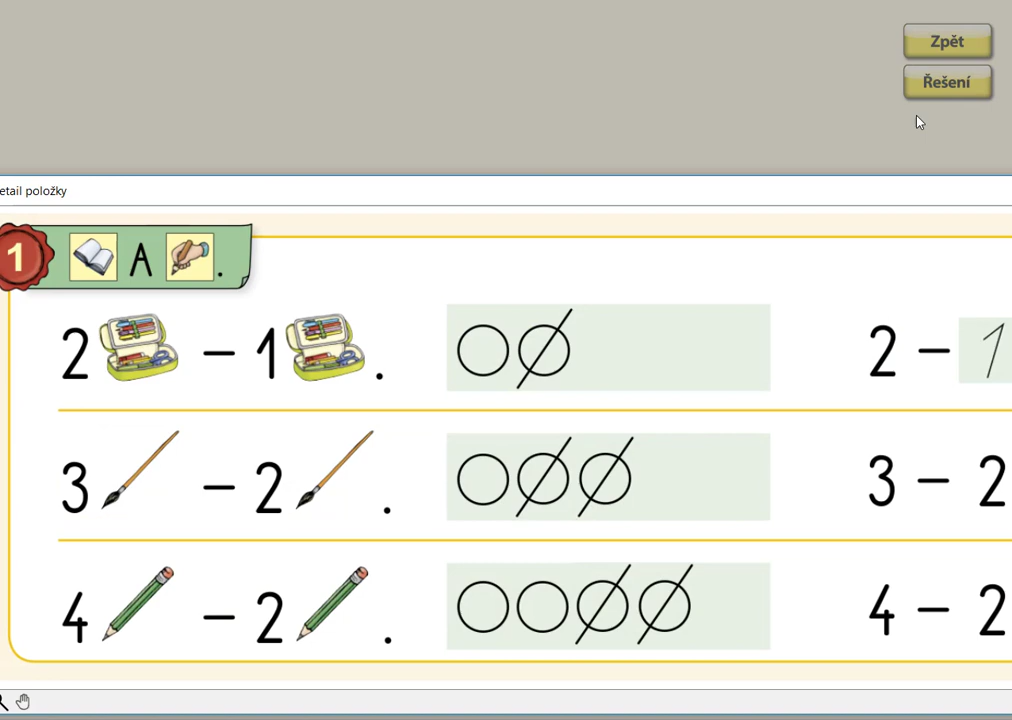 Zpět
Řešení
etail položky
1 A .
2 – 1 . 2 – 1
3 – 2 . 3 – 2
4 – 2 . 4 – 2